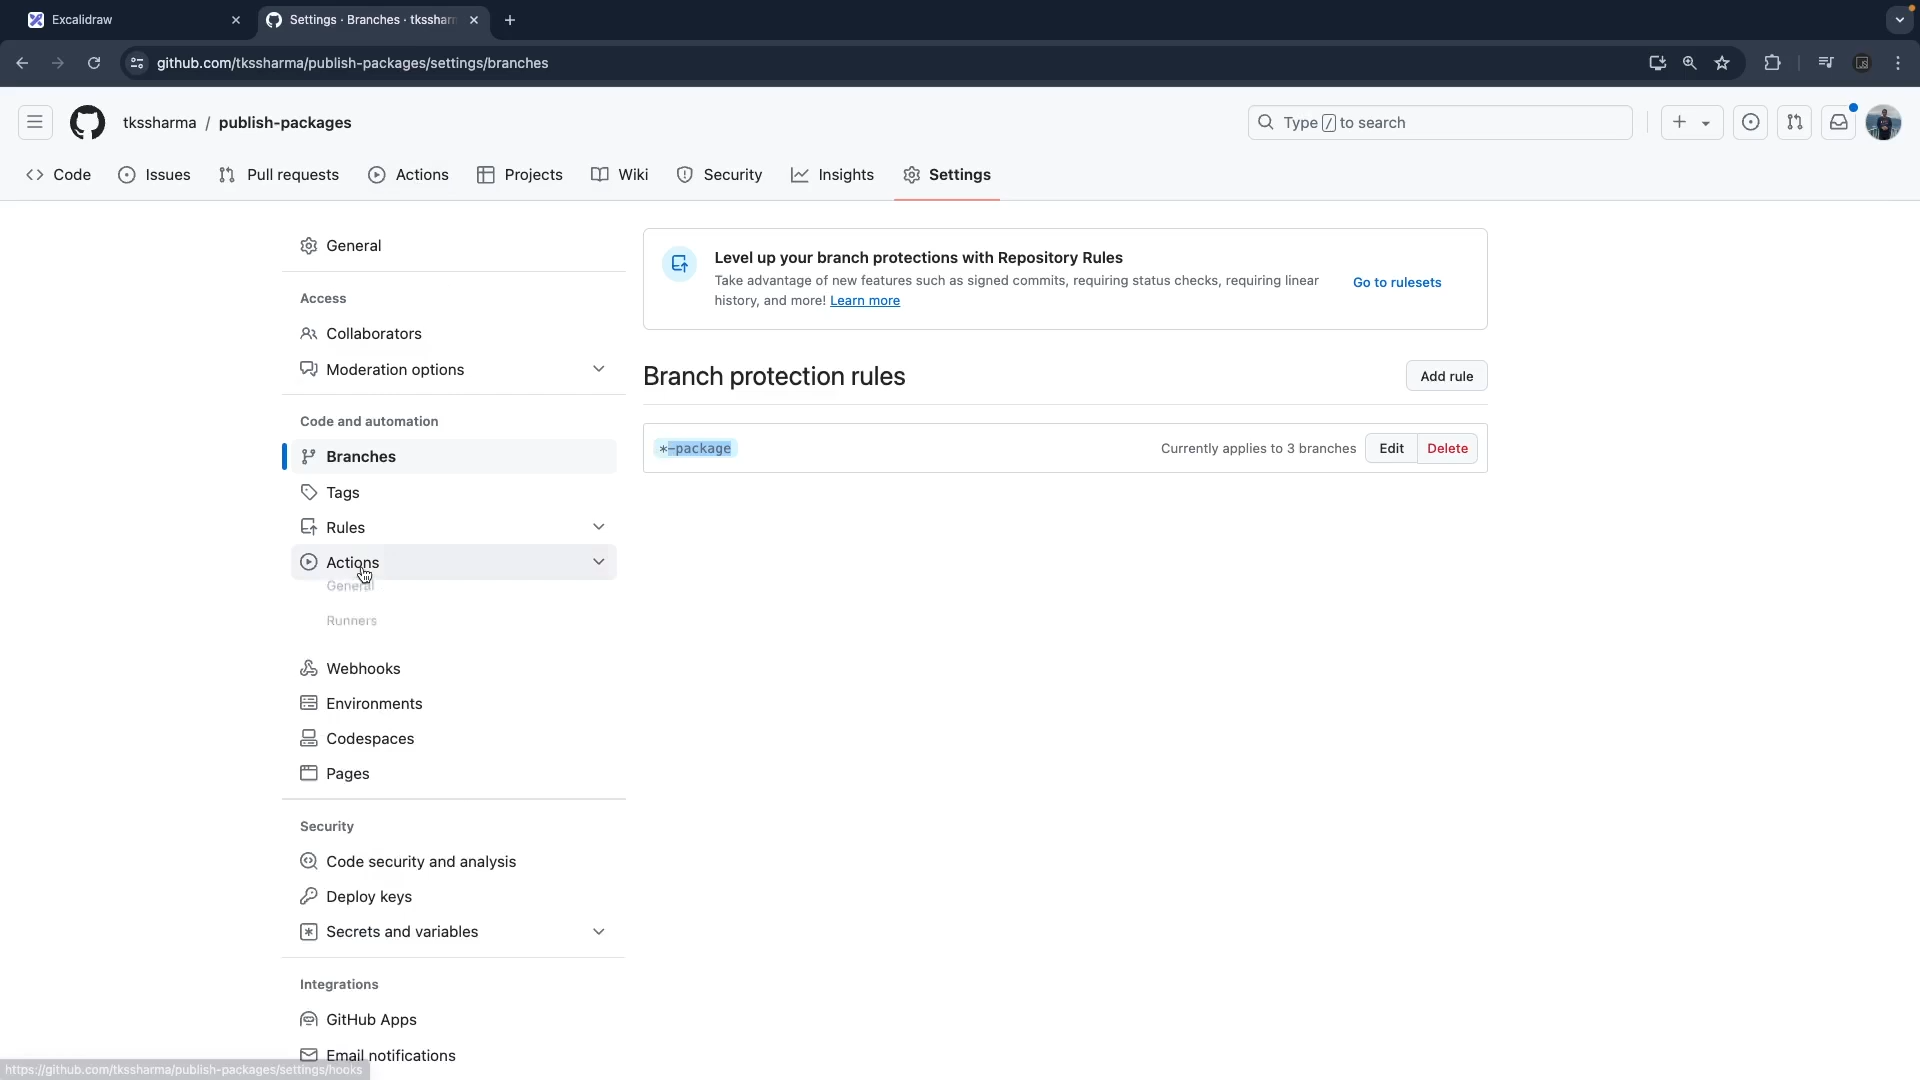 Excalidraw
Settings · Branches · tkssharm
github.com/tkssharma/publish-packages/settings/branches
tkssharma / publish-packages
Type / to search
Code
Issues
Pull requests
Actions
Projects
Wiki
Security
Insights
Settings
General
Access
Collaborators
Moderation options
Code and automation
Branches
Tags
Rules
Actions
General
Runners
Webhooks
Environments
Codespaces
Pages
Security
Code security and analysis
Deploy keys
Secrets and variables
Integrations
GitHub Apps
Email notifications
Level up your branch protections with Repository Rules
Take advantage of new features such as signed commits, requiring status checks, requiring linear
history, and more! Learn more
Go to rulesets
Branch protection rules
Add rule
*-package
Currently applies to 3 branches
Edit
Delete
https://github.com/tkssharma/publish-packages/settings/hooks